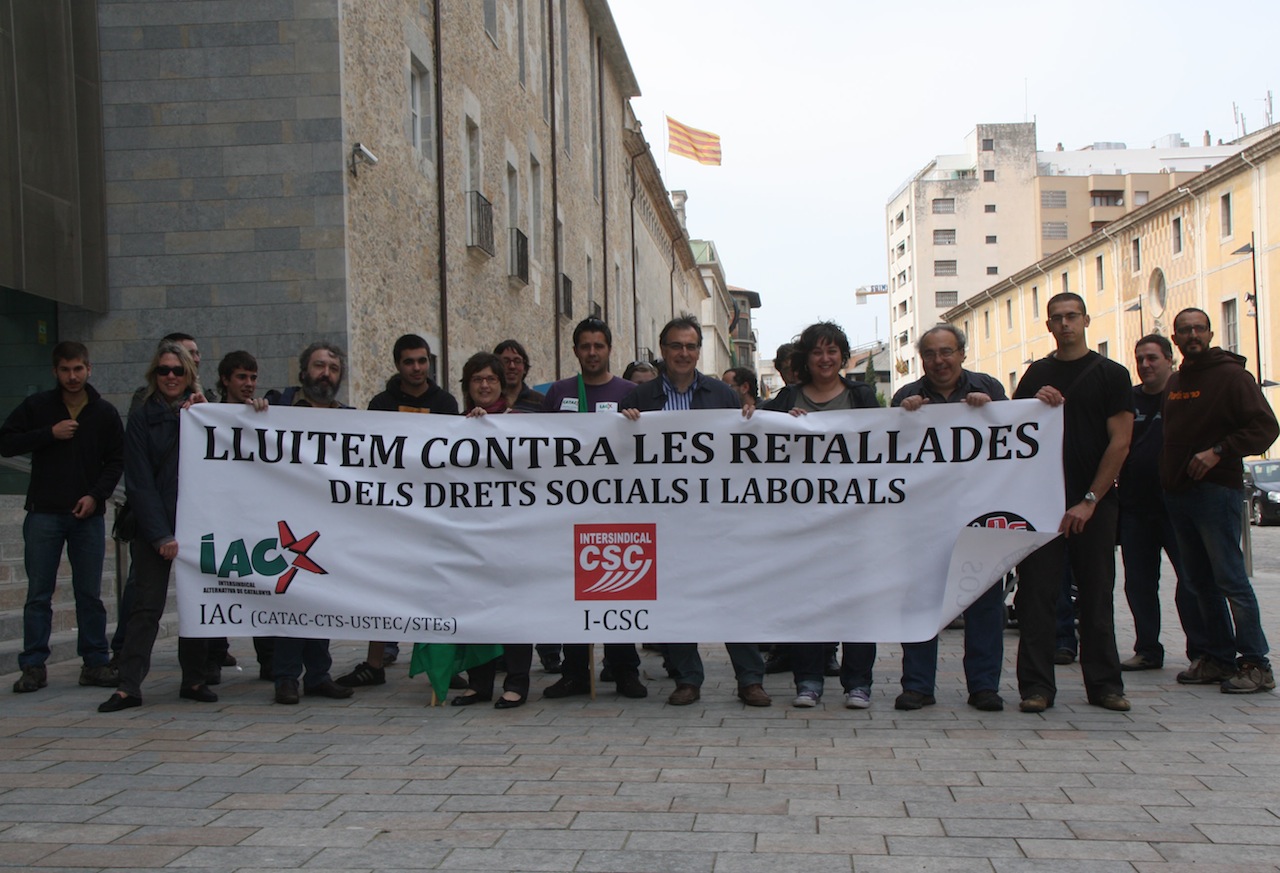 LLUITEM CONTRA LES RETALLADES
DELS DRETS SOCIALS I LABORALS
IAC
INTERSINDICAL
ALTERNATIVA DE CATALUNYA
IAC (CATAC-CTS-USTEC/STEs)
INTERSINDICAL
CSC
I-CSC
COS